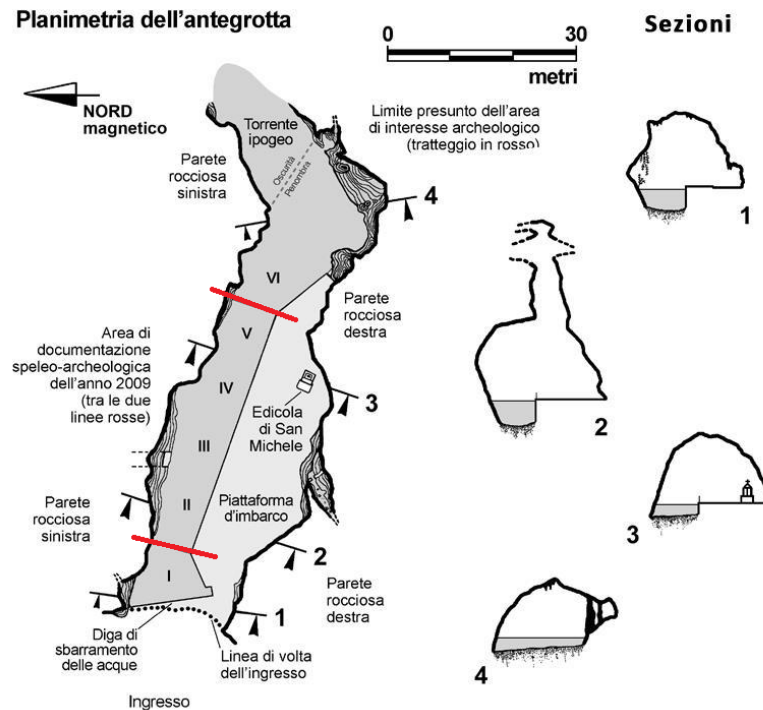 Planimetria dell'antegrotta
0 30
metri
Sezioni
NORD
magnetico
Limite presunto dell'area
di interesse archeologico
(tratteggio in rosso)
Torrente
ipogeo
Oscurità
Penombra
Parete
rocciosa
sinistra
4
1
VI
Parete
rocciosa
destra
V
Area di
documentazione
speleo-archeologica
dell'anno 2009
(tra le due
linee rosse)
IV
3
Edicola
di San
Michele
2
III
Piattaforma
d'imbarco
II
Parete
rocciosa
sinistra
3
2
I
1
Parete
rocciosa
destra
4
Diga di
sbarramento
delle acque
Linea di volta
dell'ingresso
Ingresso